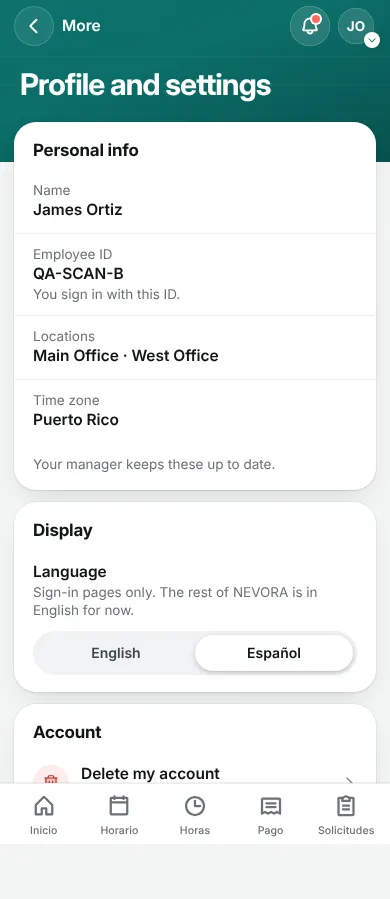 More
JO
Profile and settings
Personal info
Name
James Ortiz
Employee ID
QA-SCAN-B
You sign in with this ID.
Locations
Main Office · West Office
Time zone
Puerto Rico
Your manager keeps these up to date.
Display
Language
Sign-in pages only. The rest of NEVORA is in
English for now.
English
Español
Account
Delete my account
Inicio
Horario
Horas
Pago
Solicitudes